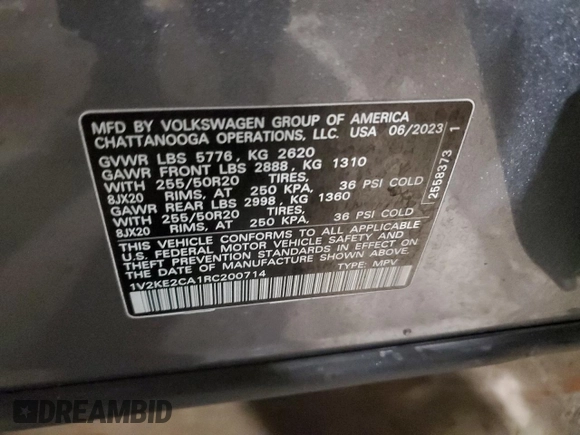 MFD BY VOLKSWAGEN GROUP OF AMERICA
CHATTANOOGA OPERATIONS, LLC. USA 06/2023
GVWR LBS 5776, KG 2620
GAWR FRONT LBS 2888, KG 1310
WITH 255/50R20 TIRES,
8JX20 RIMS, AT 250 KPA, 36 PSI COLD
GAWR REAR LBS 2998, KG 1360
WITH 255/50R20 TIRES,
8JX20 RIMS, AT 250 KPA, 36 PSI COLD
THIS VEHICLE CONFORMS TO ALL APPLICABLE
U.S. FEDERAL MOTOR VEHICLE SAFETY AND
THEFT PREVENTION STANDARDS IN EFFECT ON
THE DATE OF MANUFACTURE SHOWN ABOVE.
1V2KE2CA1RC200714 TYPE: MPV
2558373 1
DREAMBID